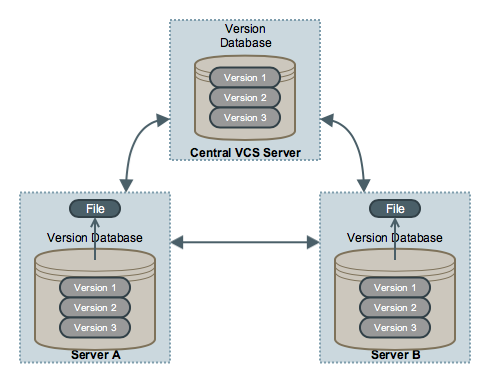 Version
Database
Version 1
Version 2
Version 3
Central VCS Server
File
Version Database
Version 1
Version 2
Version 3
Server A
File
Version Database
Version 1
Version 2
Version 3
Server B